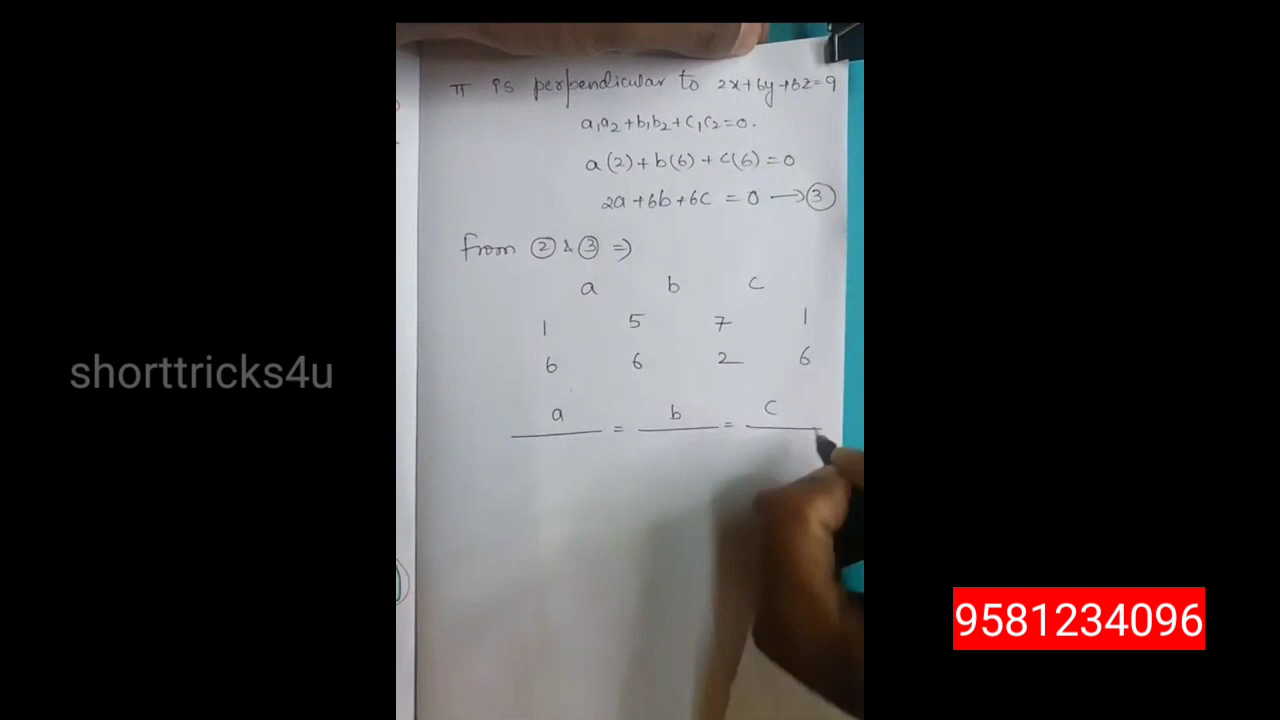 π is perpendicular to 2x+6y+6z=9
a₁a₂+b₁b₂+c₁c₂=0.
a(2)+b(6)+c(6)=0
2a+6b+6c=0 → ③
from ② & ③ ⇒
a b c
1 5 7 1
6 6 2 6
a = b = c
shorttricks4u
9581234096